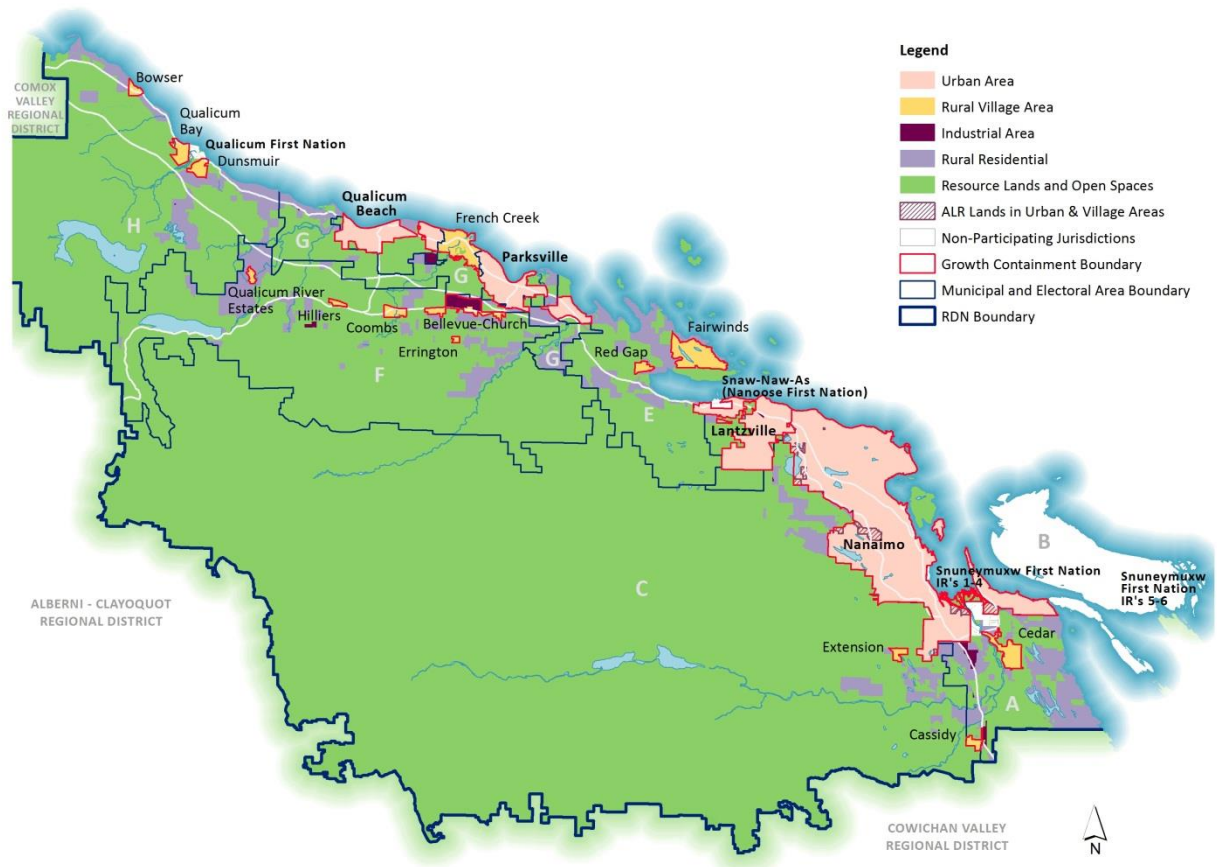 Legend
Urban Area
Rural Village Area
Industrial Area
Rural Residential
Resource Lands and Open Spaces
ALR Lands in Urban & Village Areas
Non-Participating Jurisdictions
Growth Containment Boundary
Municipal and Electoral Area Boundary
RDN Boundary
COMOX
VALLEY
REGIONAL
DISTRICT
Bowser
Qualicum
Bay
Qualicum First Nation
Dunsmuir
Qualicum
Beach
French Creek
H
G
Parksville
G
Qualicum River
Estates
Hilliers
Coombs
Bellevue-Church
Fairwinds
Errington
G
Red Gap
F
Snaw-Naw-As
(Nanoose First Nation)
E
Lantzville
Nanaimo
B
Snuneymuxw First Nation
IR's 1-4
Snuneymuxw
First Nation
IR's 5-6
C
ALBERNI - CLAYOQUOT
REGIONAL DISTRICT
Extension
Cedar
A
Cassidy
COWICHAN VALLEY
REGIONAL DISTRICT
N